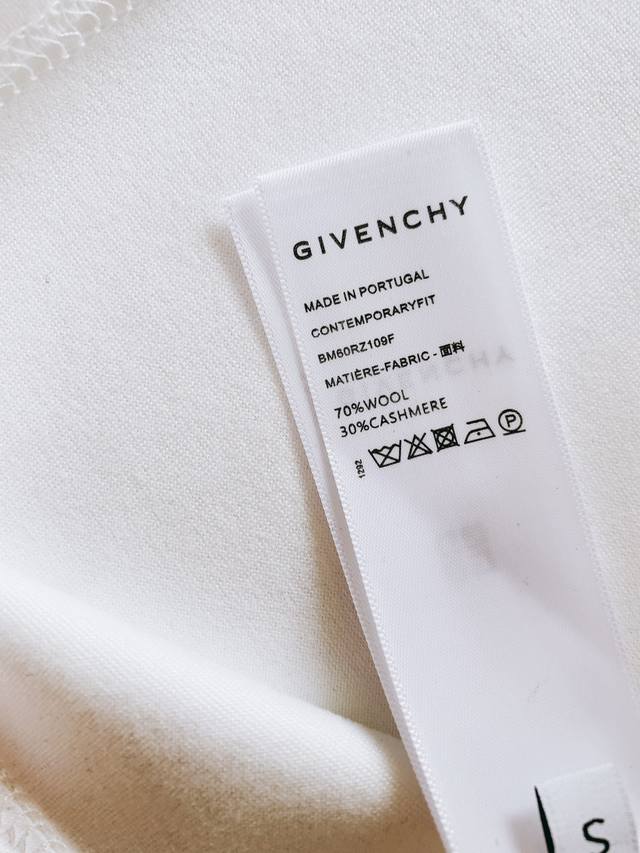 GIVENCHY
MADE IN PORTUGAL
CONTEMPORARYFIT
BM60RZ109F
MATIÈRE-FABRIC - 面料
70%WOOL
30%CASHMERE
1292
P
S